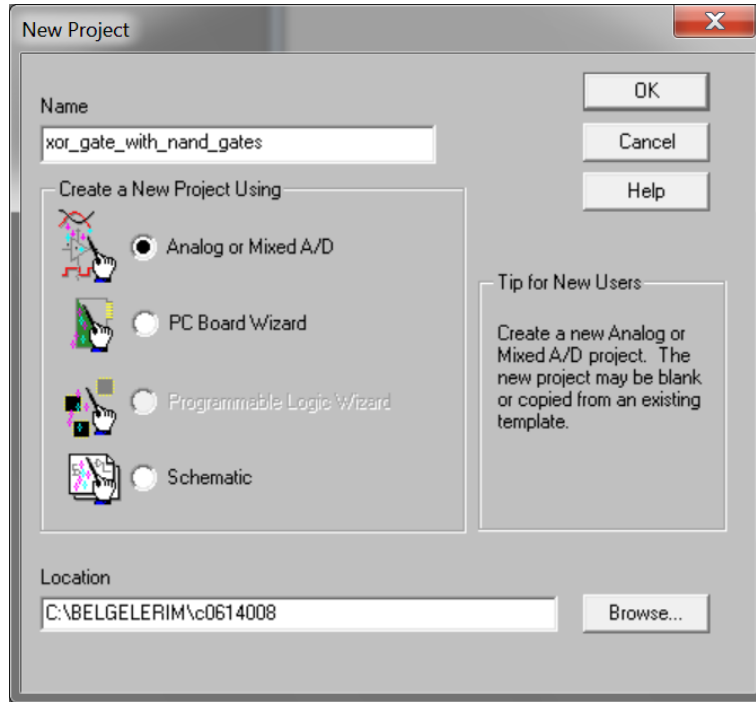 New Project
Name
xor_gate_with_nand_gates
OK
Cancel
Help
Create a New Project Using
Analog or Mixed A/D
PC Board Wizard
Programmable Logic Wizard
Schematic
Tip for New Users
Create a new Analog or
Mixed A/D project. The
new project may be blank
or copied from an existing
template.
Location
C:\BELGELERIM\c0614008
Browse...